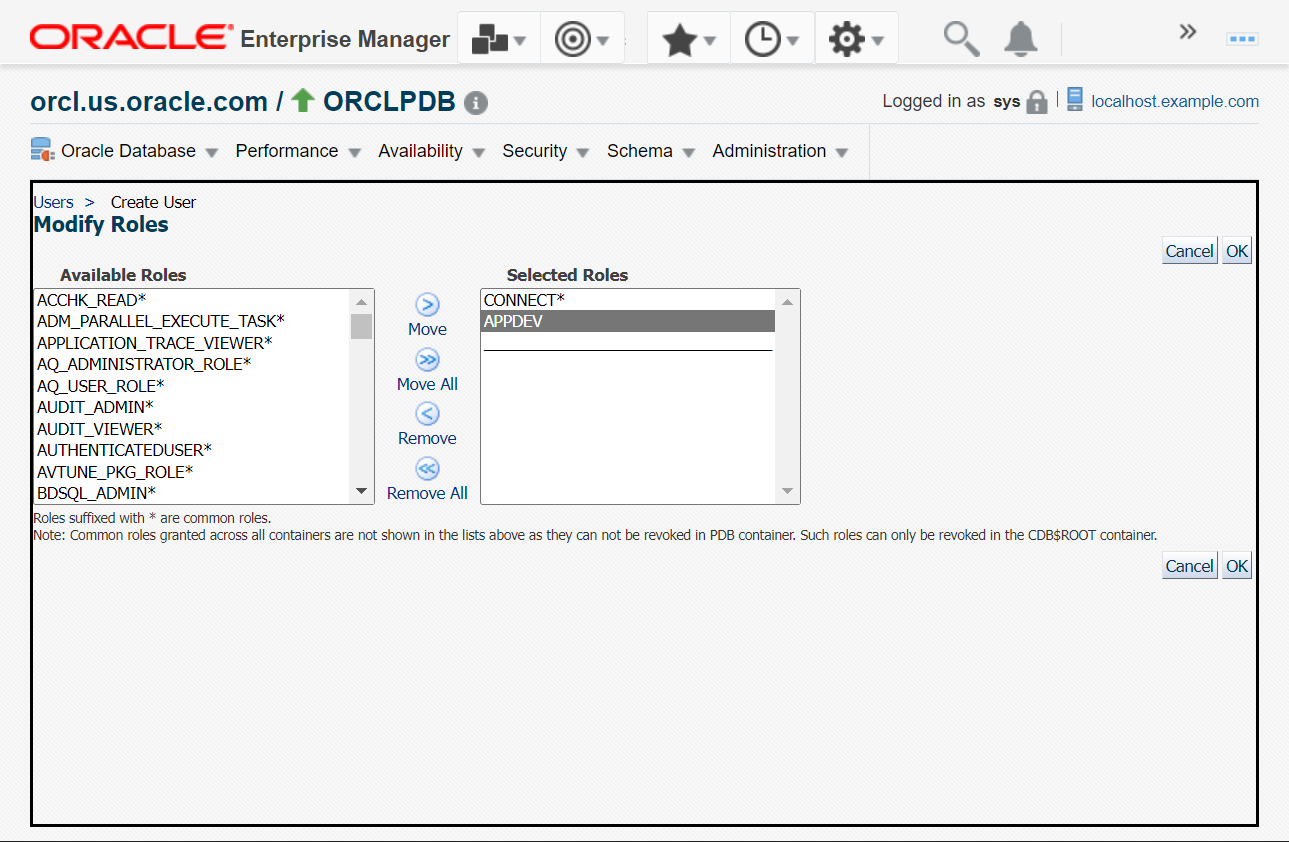 ORACLE Enterprise Manager
orcl.us.oracle.com / ORCLPDB
Logged in as sys localhost.example.com
Oracle Database Performance Availability Security Schema Administration
Users > Create User
Modify Roles
Cancel OK
Available Roles Selected Roles
ACCHK_READ*
ADM_PARALLEL_EXECUTE_TASK*
APPLICATION_TRACE_VIEWER*
AQ_ADMINISTRATOR_ROLE*
AQ_USER_ROLE*
AUDIT_ADMIN*
AUDIT_VIEWER*
AUTHENTICATEDUSER*
AVTUNE_PKG_ROLE*
BDSQL_ADMIN*
Move
Move All
Remove
Remove All
CONNECT*
APPDEV
Roles suffixed with * are common roles.
Note: Common roles granted across all containers are not shown in the lists above as they can not be revoked in PDB container. Such roles can only be revoked in the CDB$ROOT container.
Cancel OK